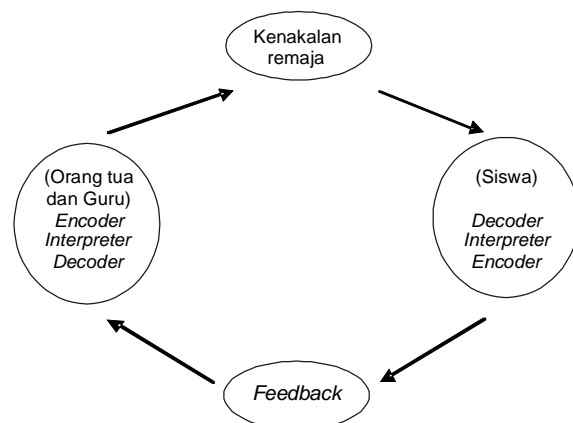 Kenakalan
remaja
(Orang tua
dan Guru)
Encoder
Interpreter
Decoder
(Siswa)
Decoder
Interpreter
Encoder
Feedback